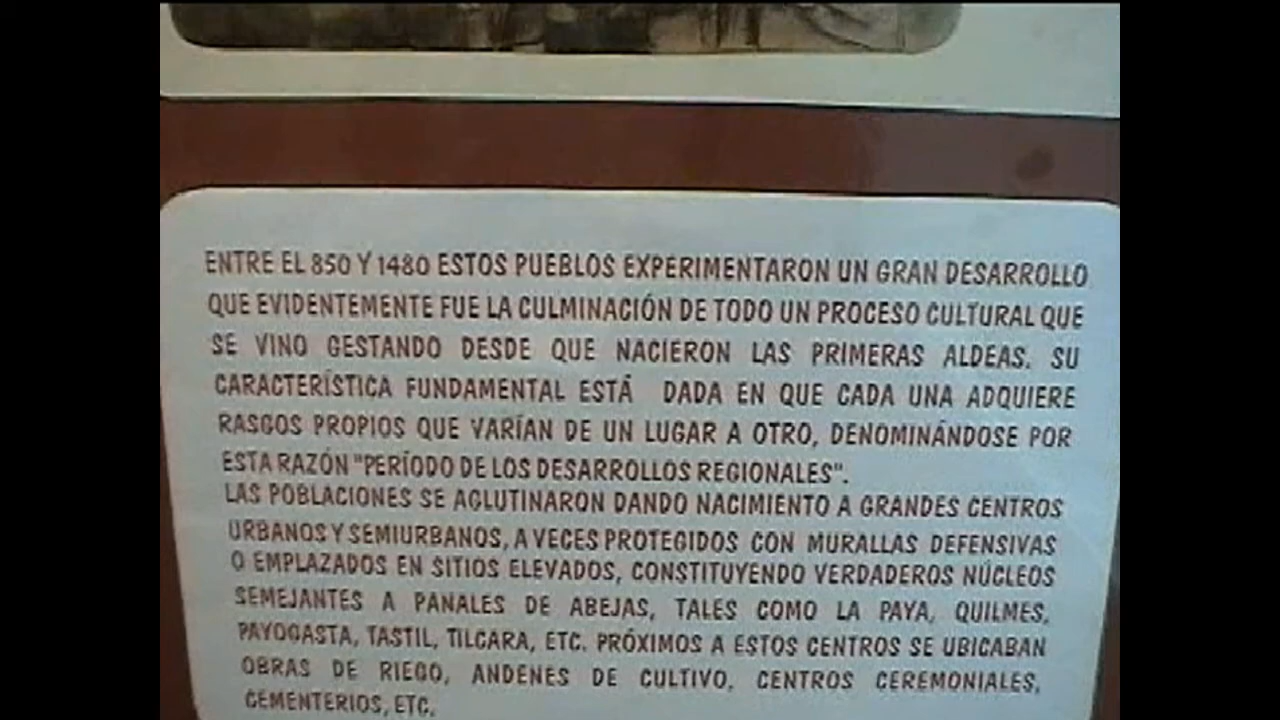 ENTRE EL 850 Y 1480 ESTOS PUEBLOS EXPERIMENTARON UN GRAN DESARROLLO
QUE EVIDENTEMENTE FUE LA CULMINACIÓN DE TODO UN PROCESO CULTURAL QUE
SE VINO GESTANDO DESDE QUE NACIERON LAS PRIMERAS ALDEAS. SU
CARACTERÍSTICA FUNDAMENTAL ESTÁ DADA EN QUE CADA UNA ADQUIERE
RASGOS PROPIOS QUE VARÍAN DE UN LUGAR A OTRO, DENOMINÁNDOSE POR
ESTA RAZÓN "PERÍODO DE LOS DESARROLLOS REGIONALES".
LAS POBLACIONES SE AGLUTINARON DANDO NACIMIENTO A GRANDES CENTROS
URBANOS Y SEMIURBANOS, A VECES PROTEGIDOS CON MURALLAS DEFENSIVAS
O EMPLAZADOS EN SITIOS ELEVADOS, CONSTITUYENDO VERDADEROS NÚCLEOS
SEMEJANTES A PANALES DE ABEJAS, TALES COMO LA PAYA, QUILMES,
PAYOGASTA, TASTIL, TILCARA, ETC. PRÓXIMOS A ESTOS CENTROS SE UBICABAN
OBRAS DE RIEGO, ANDENES DE CULTIVO, CENTROS CEREMONIALES,
CEMENTERIOS, ETC.